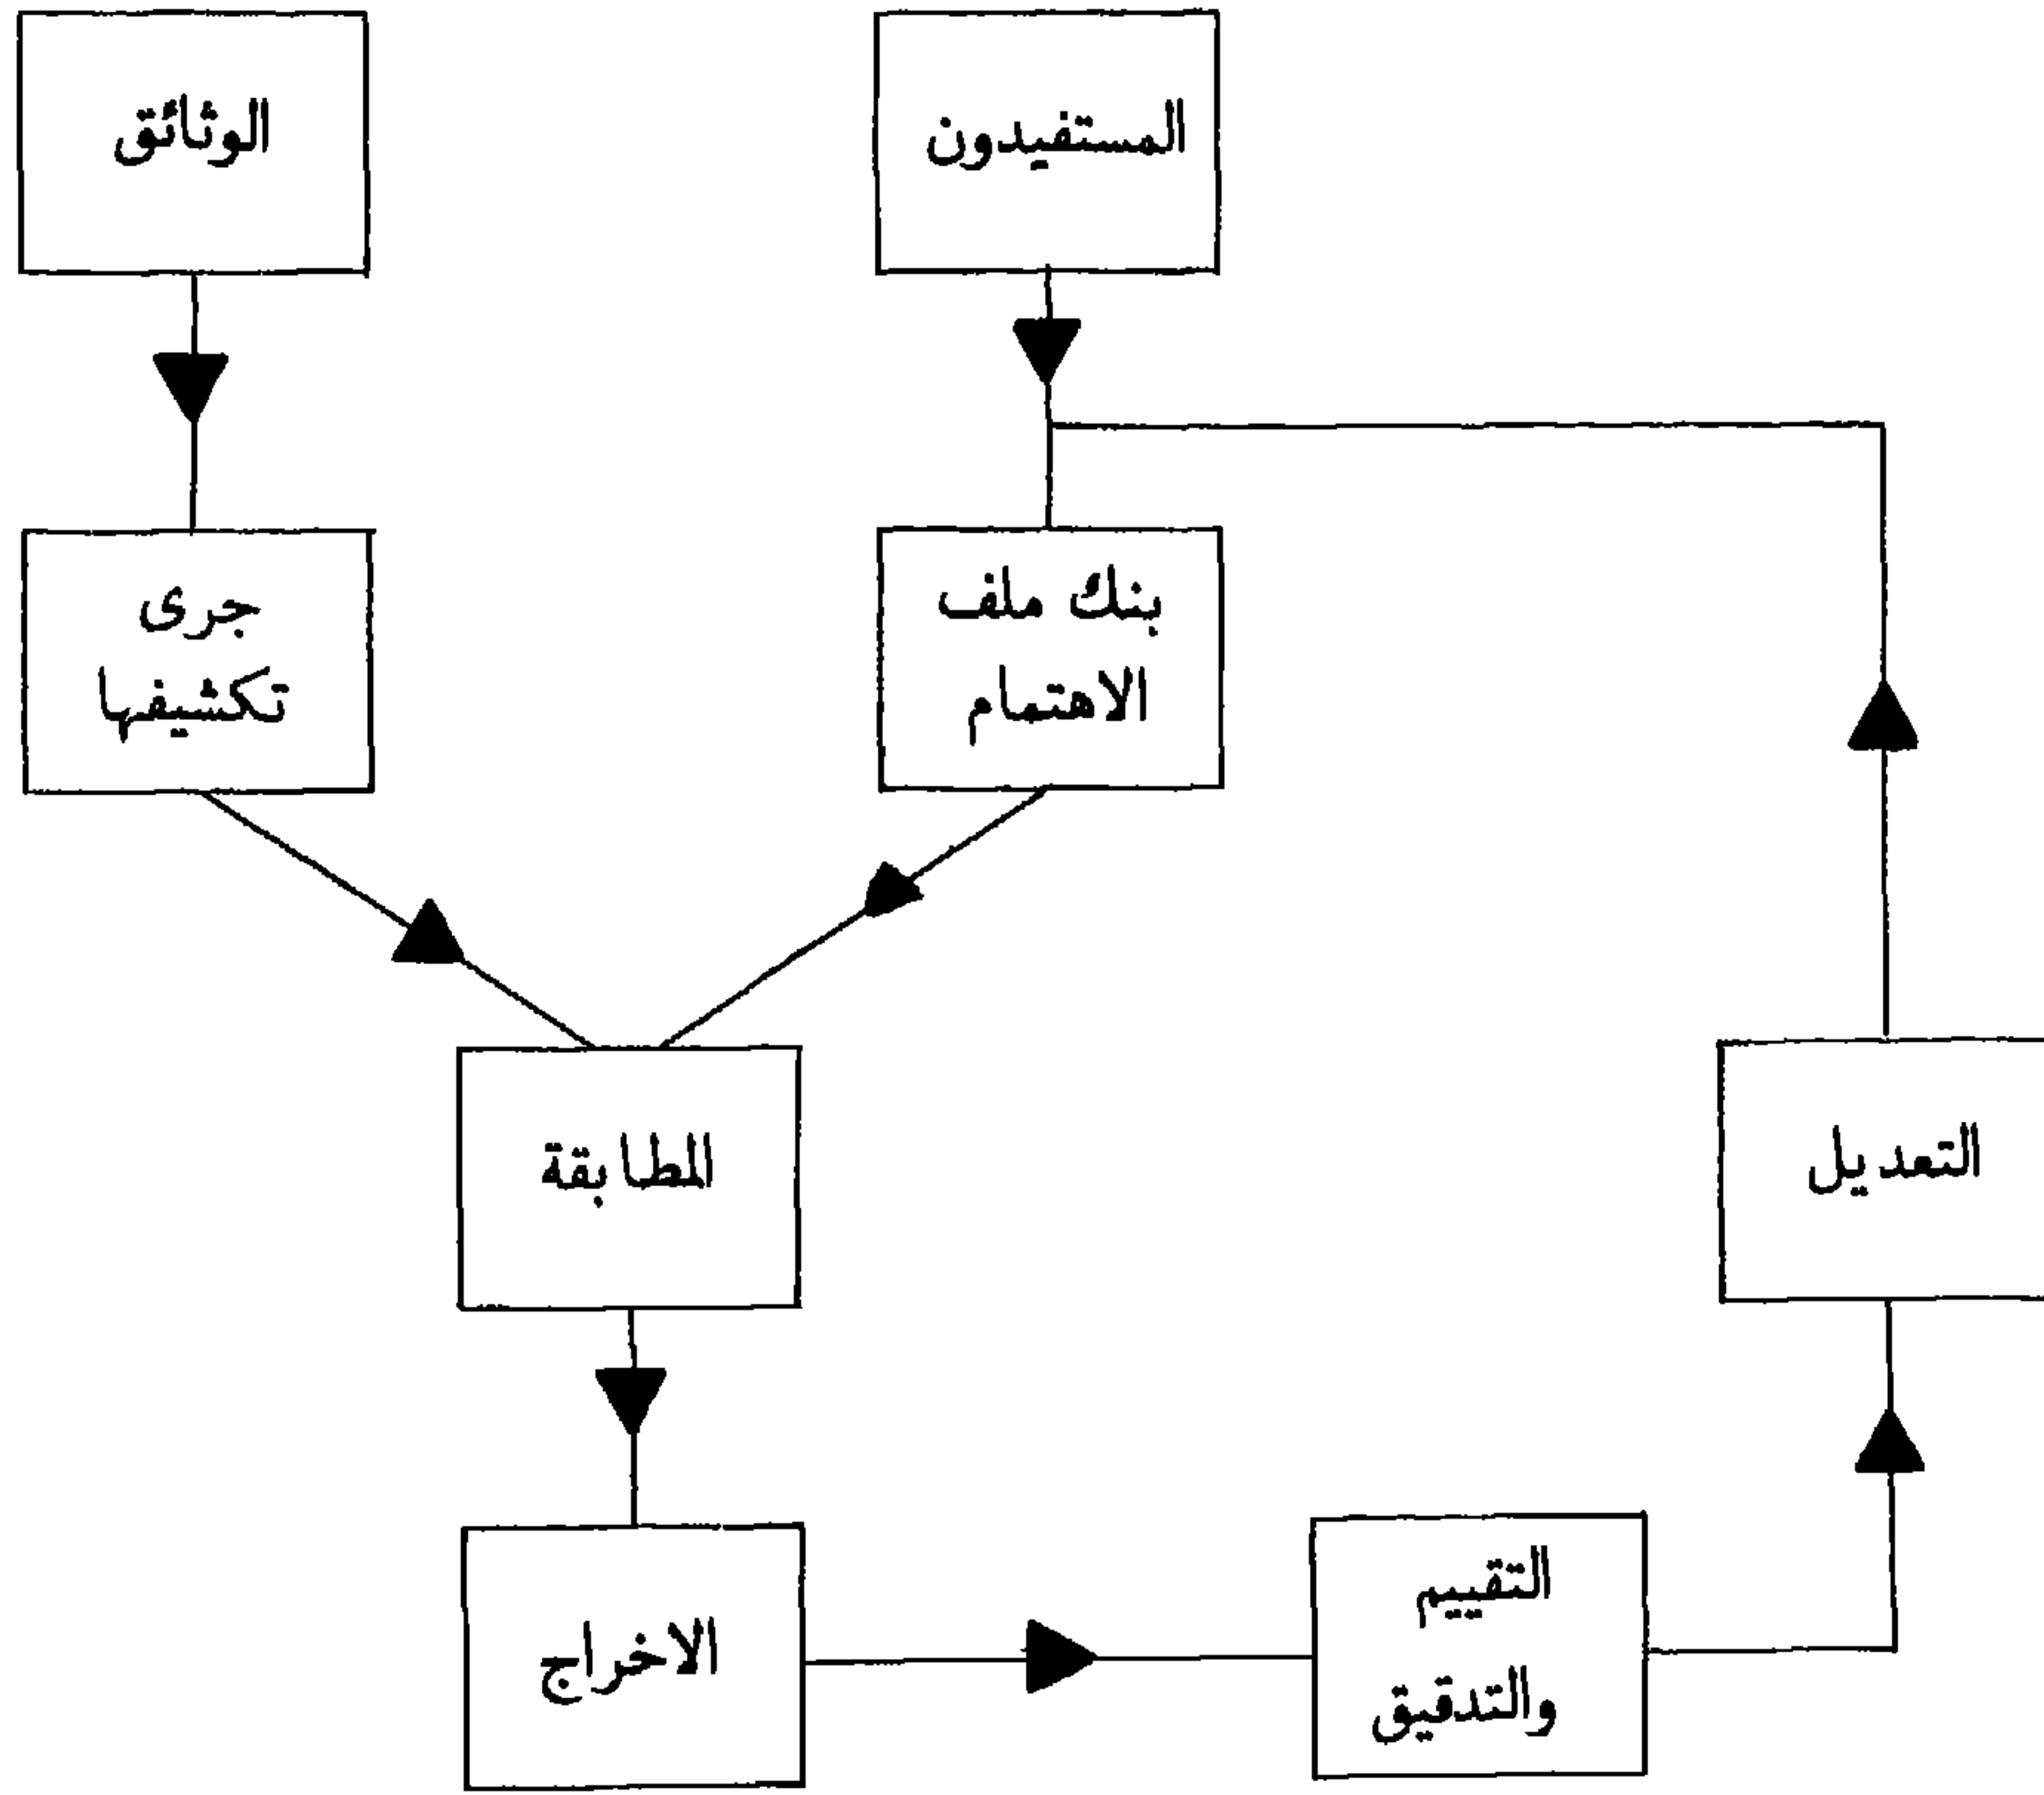 المستفيدون
الوثائق
بنك ملف
الاهتمام
جرى
تكشيفها
المطابقة
التعديل
الاخراج
التقييم
والتدقيق